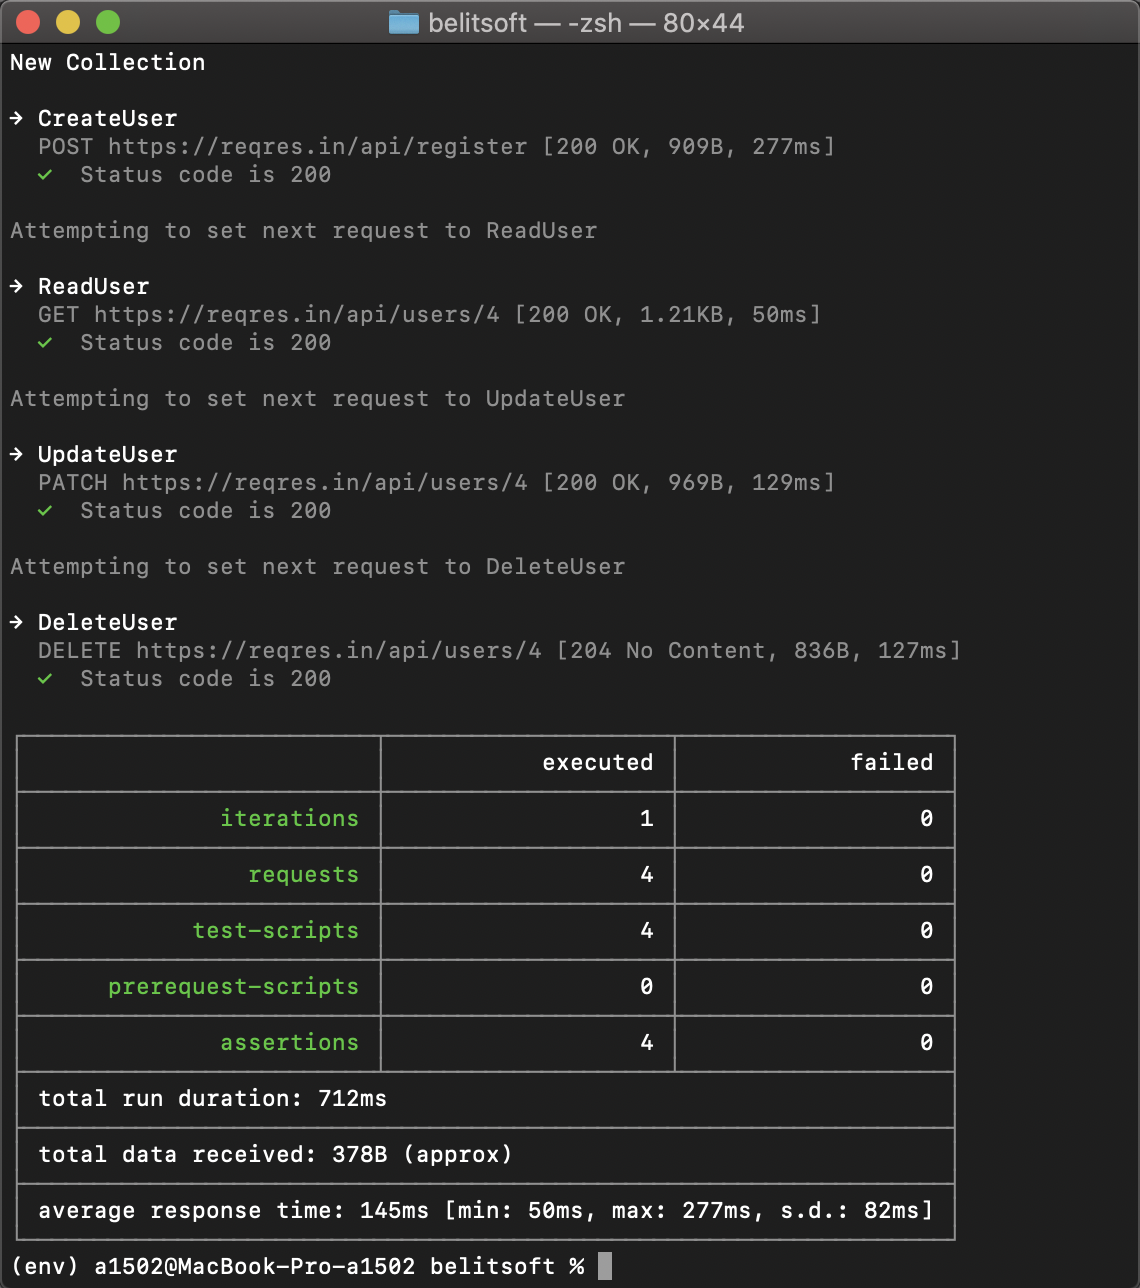 belitsoft — -zsh — 80×44
New Collection
→ CreateUser
POST https://reqres.in/api/register [200 OK, 909B, 277ms]
✓ Status code is 200
Attempting to set next request to ReadUser
→ ReadUser
GET https://reqres.in/api/users/4 [200 OK, 1.21KB, 50ms]
✓ Status code is 200
Attempting to set next request to UpdateUser
→ UpdateUser
PATCH https://reqres.in/api/users/4 [200 OK, 969B, 129ms]
✓ Status code is 200
Attempting to set next request to DeleteUser
→ DeleteUser
DELETE https://reqres.in/api/users/4 [204 No Content, 836B, 127ms]
✓ Status code is 200
executed failed
iterations 1 0
requests 4 0
test-scripts 4 0
prerequest-scripts 0 0
assertions 4 0
total run duration: 712ms
total data received: 378B (approx)
average response time: 145ms [min: 50ms, max: 277ms, s.d.: 82ms]
(env) a1502@MacBook-Pro-a1502 belitsoft %